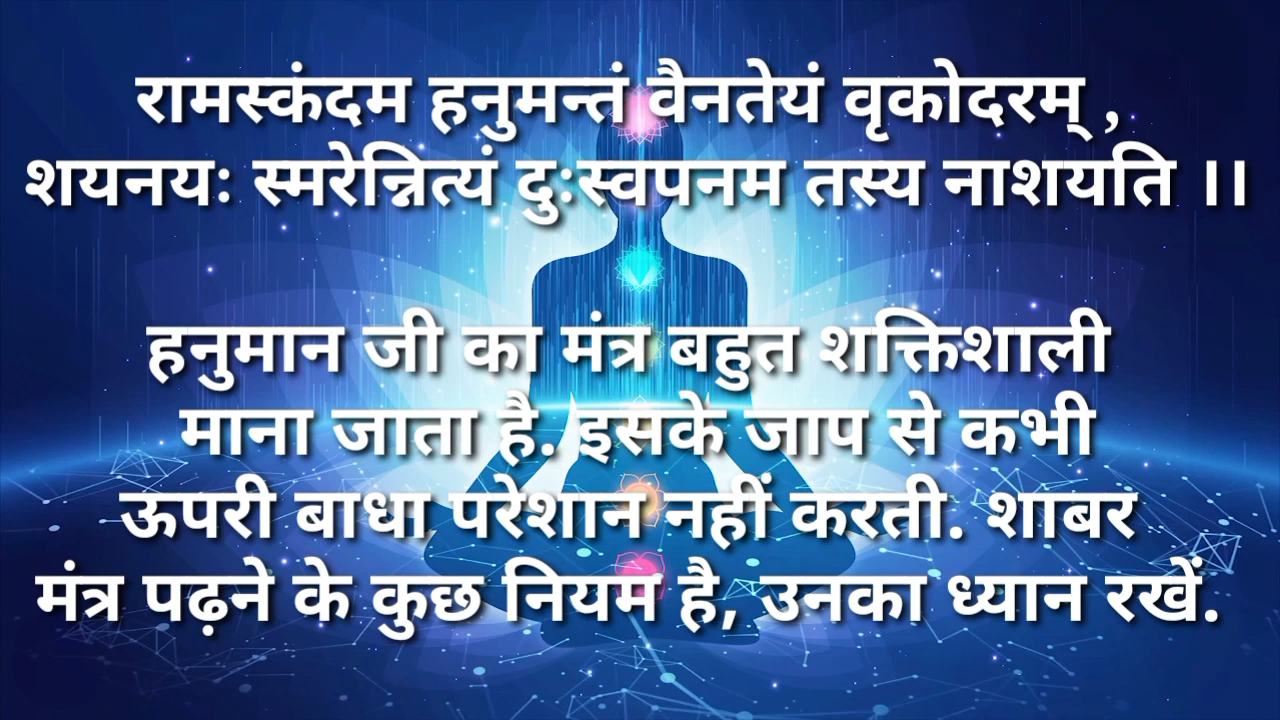 रामस्कंदम हनुमन्तं वैनतेयं वृकोदरम् ,
शयनयः स्मरेन्नित्यं दुःस्वपनम तस्य नाशयति ।।
हनुमान जी का मंत्र बहुत शक्तिशाली
माना जाता है. इसके जाप से कभी
ऊपरी बाधा परेशान नहीं करती. शाबर
मंत्र पढ़ने के कुछ नियम है, उनका ध्यान रखें.